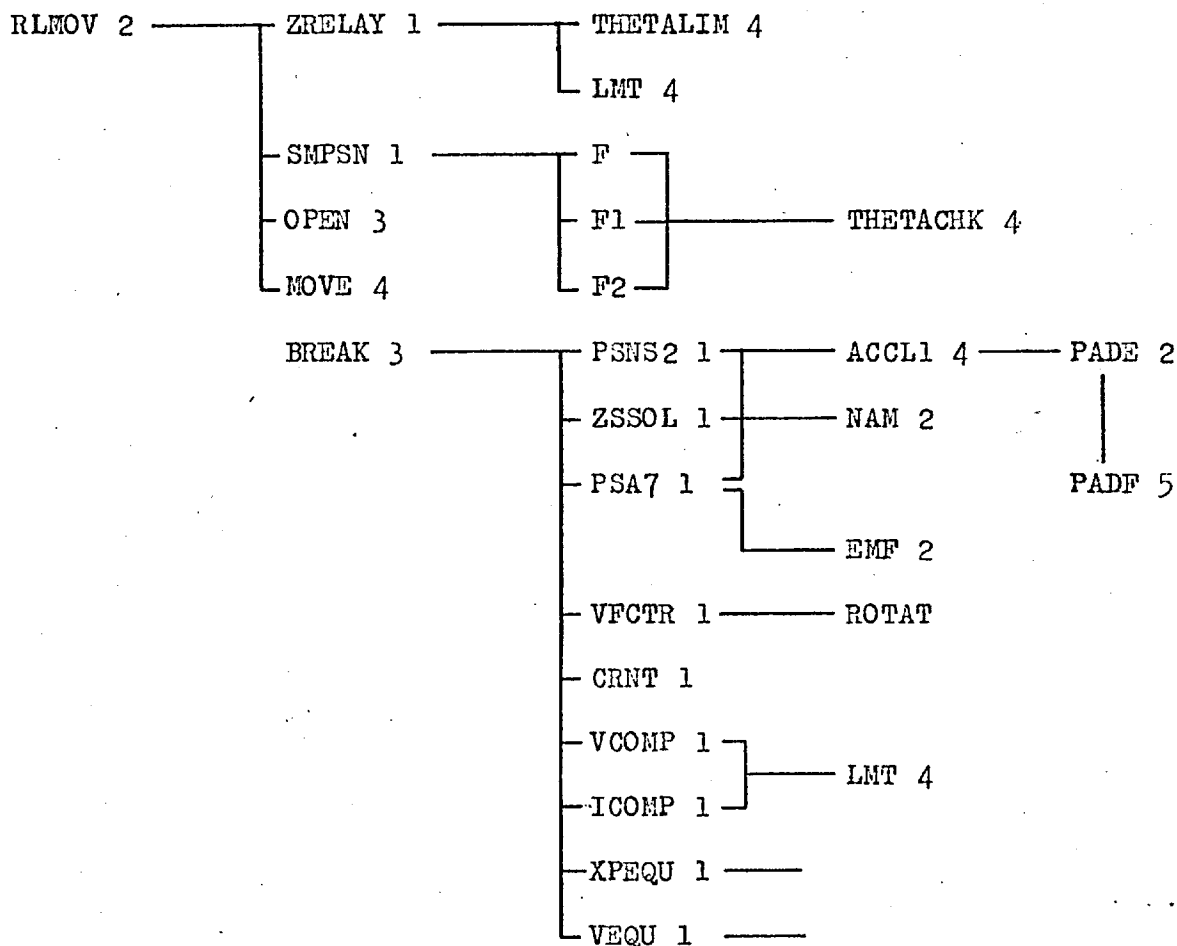 RLMOV 2 ZRELAY 1 THETALIM 4
LMT 4
SMPSN 1 F
OPEN 3 F1 THETACHK 4
MOVE 4 F2
BREAK 3 PSNS2 1 ACCL1 4 PADE 2
ZSSOL 1 NAM 2
PSA7 1 PADF 5
EMF 2
VFCTR 1 ROTAT
CRNT 1
VCOMP 1
LMT 4
ICOMP 1
XPEQU 1
VEQU 1